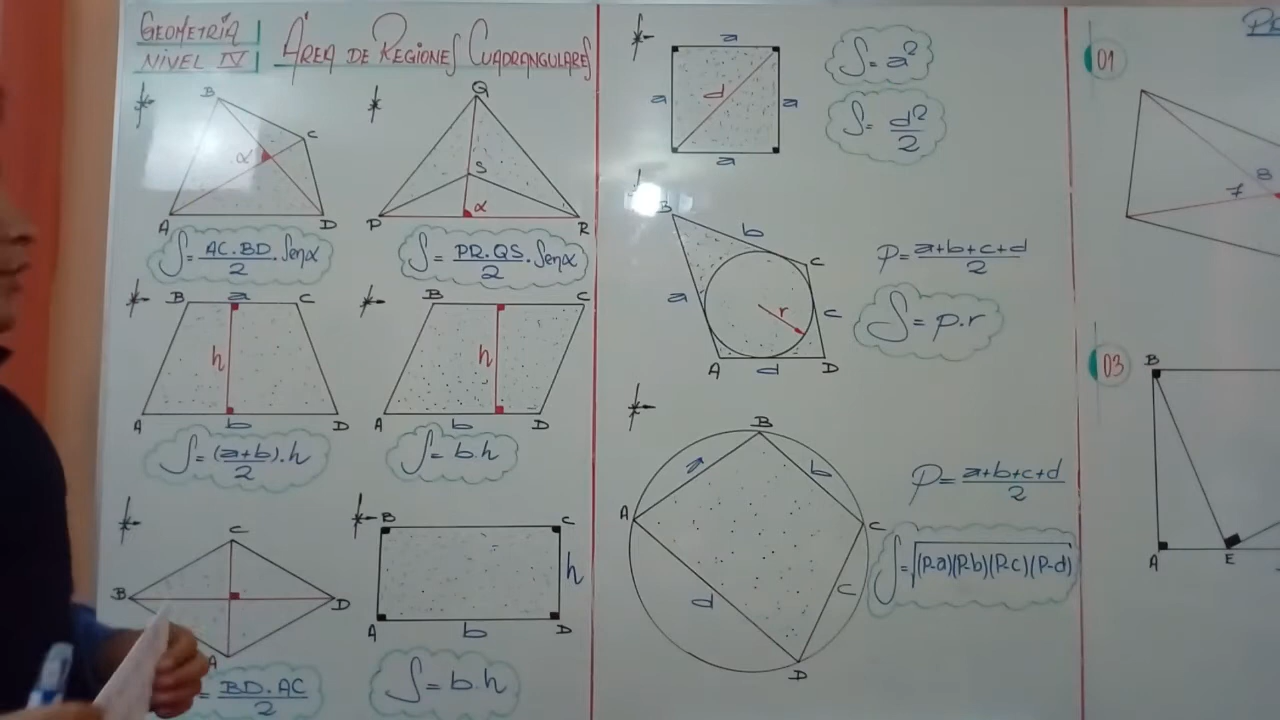 GEOMETRÍA
NIVEL IV
ÁREA DE REGIONES CUADRANGULARES
B
C
α
A
D
S = AC.BD/2 . Senα
Q
S
α
P
R
S = PR.QS/2 . Senα
B
a
C
h
A
b
D
S = (a+b)/2 . h
B
C
h
A
b
D
S = b.h
C
B
D
A
= BD.AC/2
B
C
h
A
b
D
S = b.h
a
a
d
a
a
S = a²
S = d²/2
B
b
C
a
r
c
A
d
D
P = a+b+c+d/2
S = p.r
B
a
b
A
C
d
c
D
P = a+b+c+d/2
S = √(P-a)(P-b)(P-c)(P-d)
01
B
7
03
B
A
E